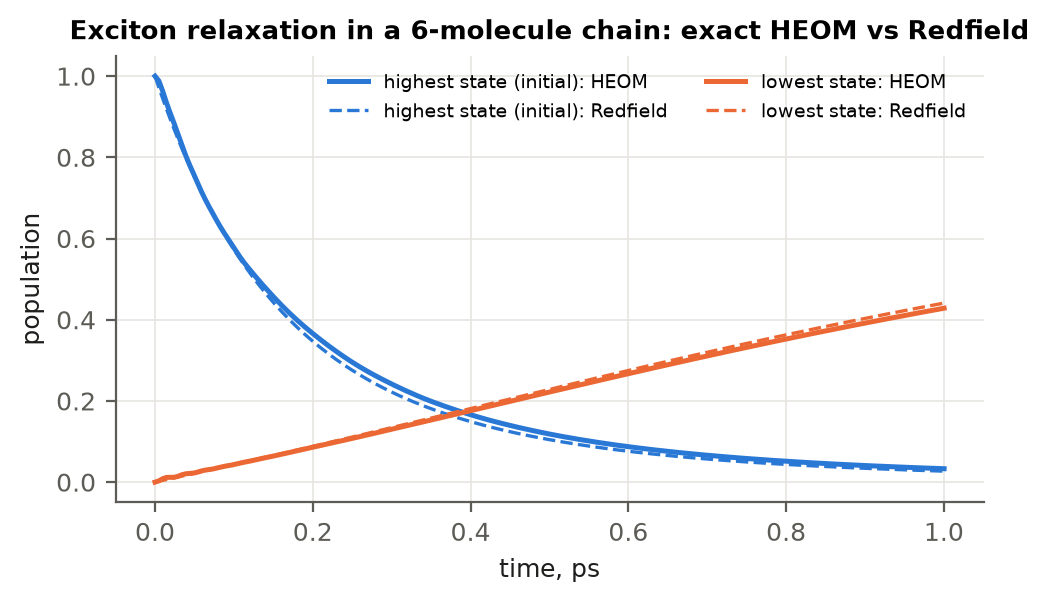 Exciton relaxation in a 6-molecule chain: exact HEOM vs Redfield
highest state (initial): HEOM
highest state (initial): Redfield
lowest state: HEOM
lowest state: Redfield
population
1.0
0.8
0.6
0.4
0.2
0.0
0.0 0.2 0.4 0.6 0.8 1.0
time, ps